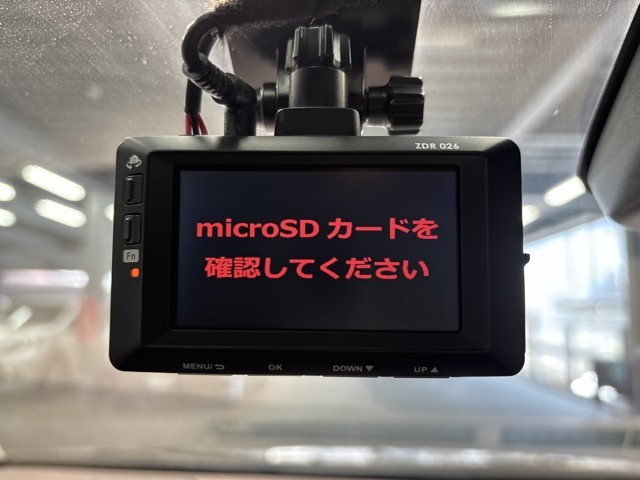 ZDR 026
microSD カードを
確認してください
Fn
MENU/ OK DOWN ▼ UP ▲